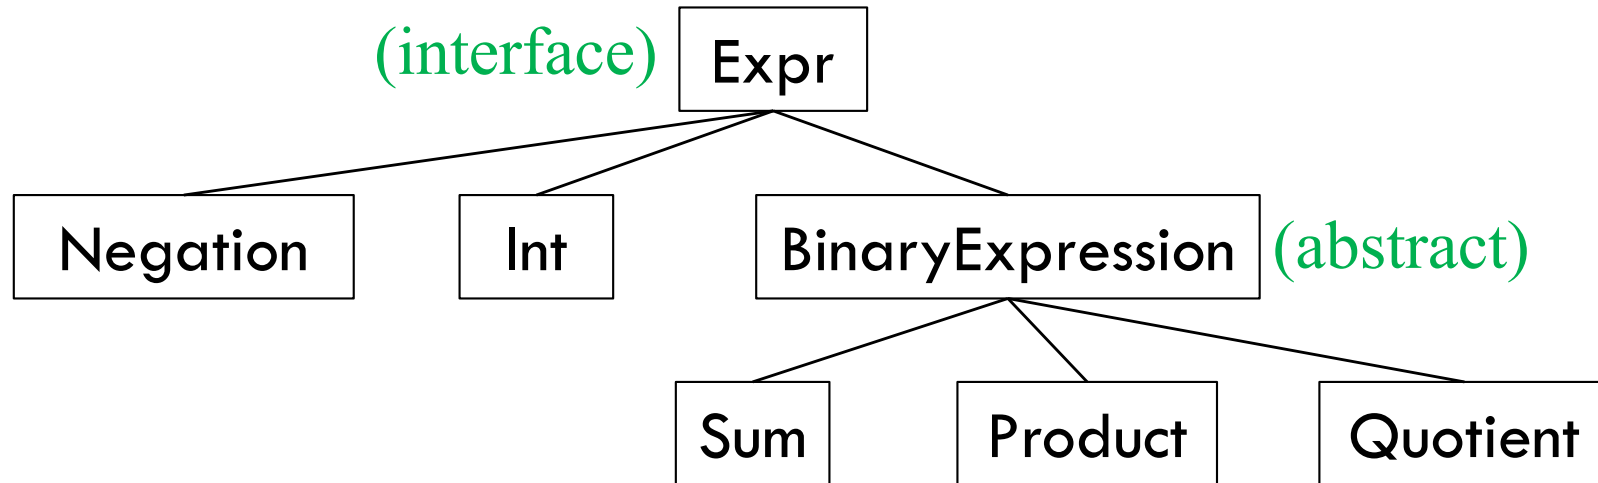 (interface) Expr
Negation Int BinaryExpression (abstract)
Sum Product Quotient